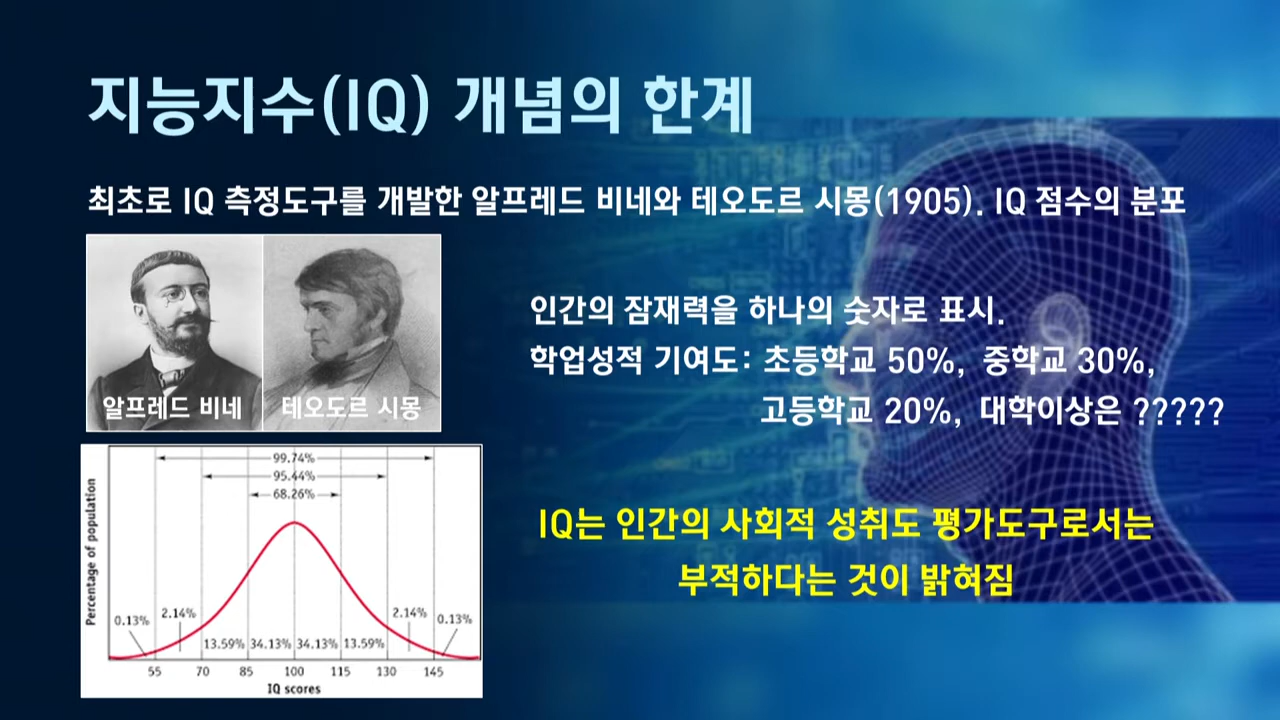 지능지수(IQ) 개념의 한계
최초로 IQ 측정도구를 개발한 알프레드 비네와 테오도르 시몽(1905). IQ 점수의 분포
알프레드 비네
테오도르 시몽
인간의 잠재력을 하나의 숫자로 표시.
학업성적 기여도: 초등학교 50%, 중학교 30%,
고등학교 20%, 대학이상은 ?????
IQ는 인간의 사회적 성취도 평가도구로서는
부적하다는 것이 밝혀짐
Percentage of population
99.74%
95.44%
68.26%
0.13%
2.14%
13.59%
34.13%
34.13%
13.59%
2.14%
0.13%
55 70 85 100 115 130 145
IQ scores